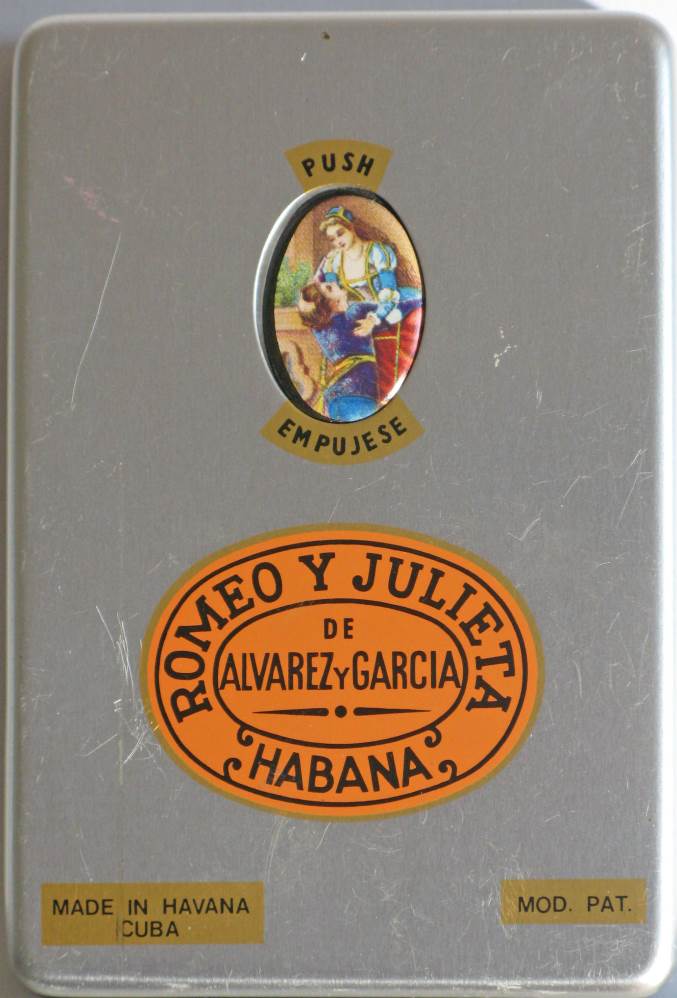 PUSH
EMPUJESE
ROMEO Y JULIETA
DE
ALVAREZ Y GARCIA
HABANA
MADE IN HAVANA
CUBA
MOD. PAT.